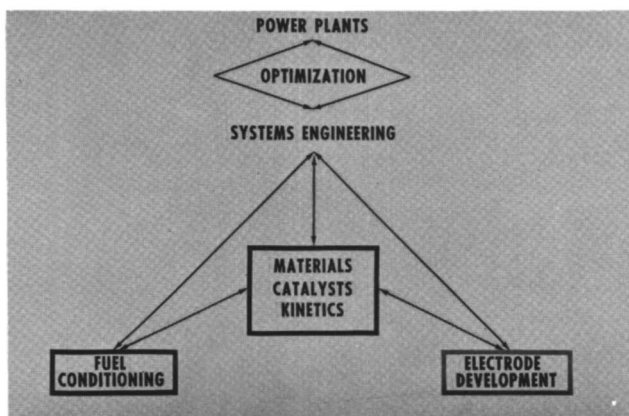 POWER PLANTS
OPTIMIZATION
SYSTEMS ENGINEERING
MATERIALS
CATALYSTS
KINETICS
FUEL
CONDITIONING
ELECTRODE
DEVELOPMENT